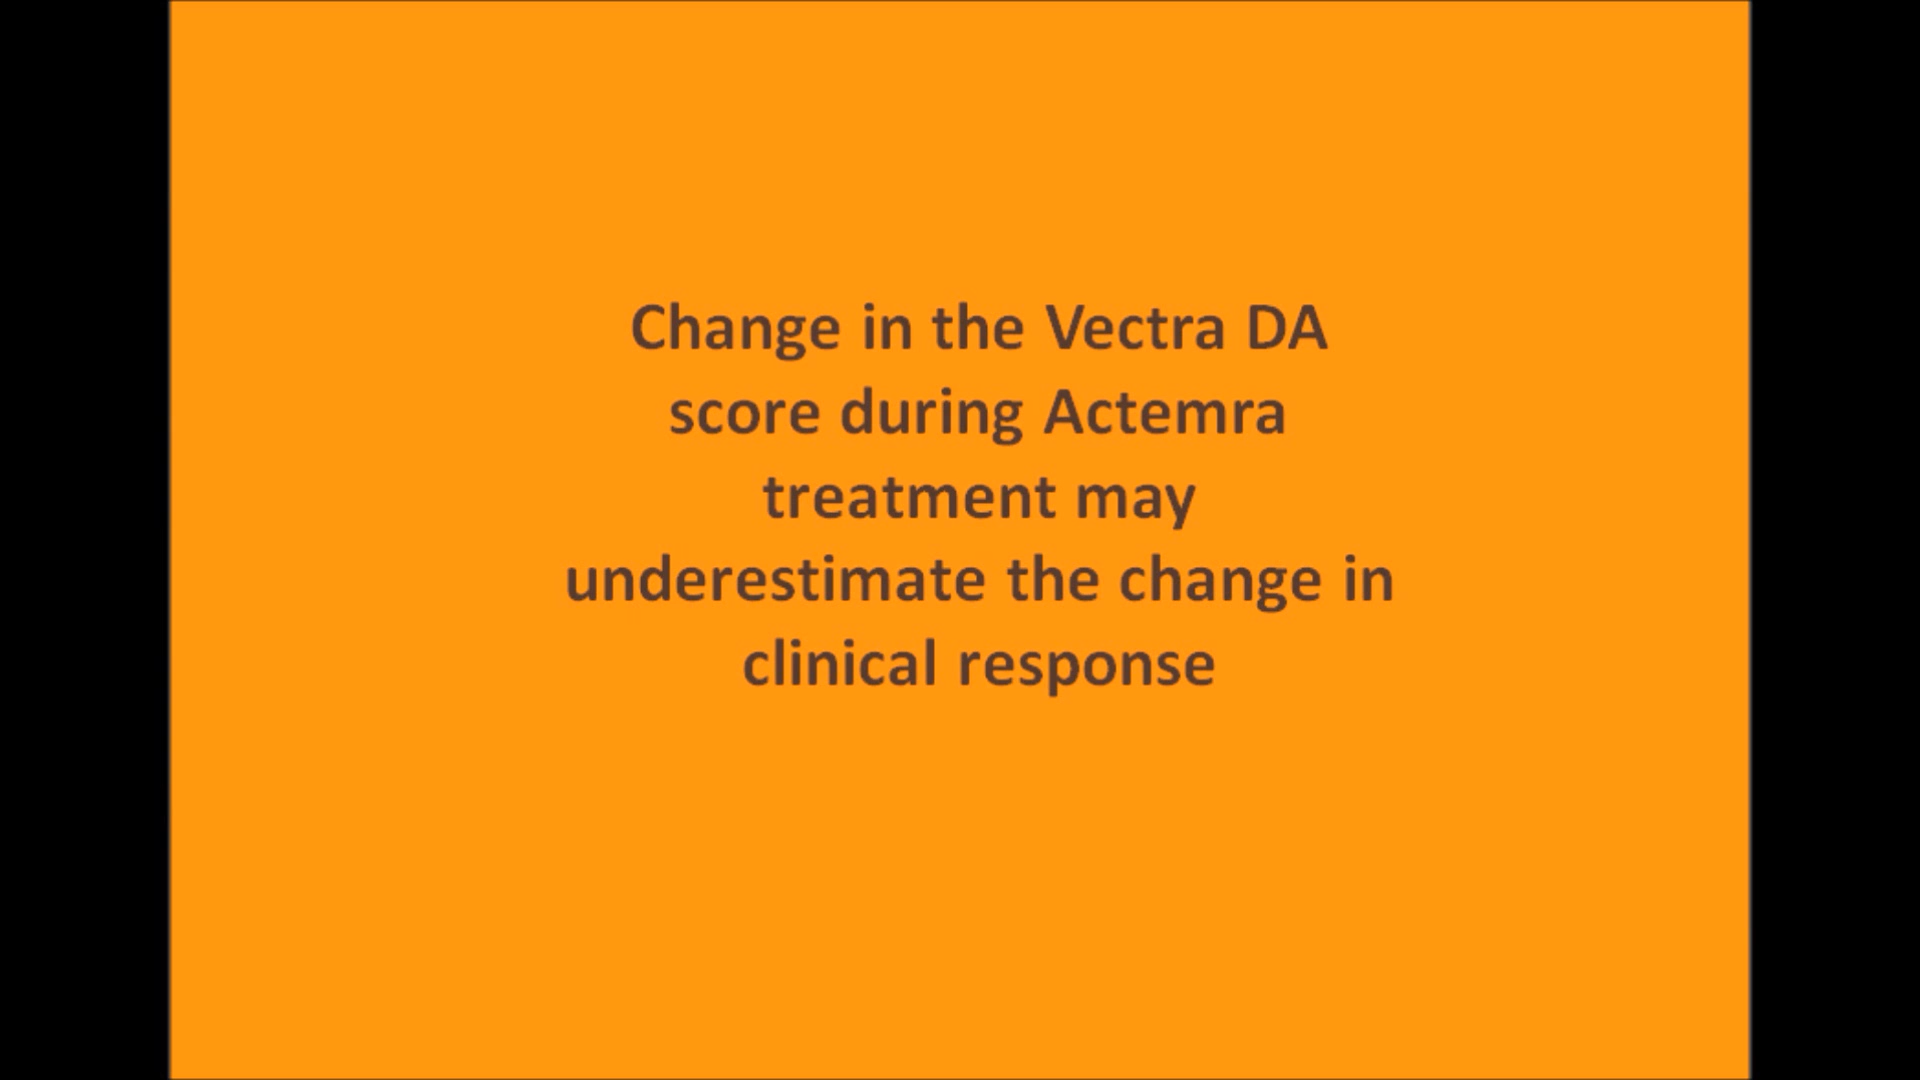 Change in the Vectra DA
score during Actemra
treatment may
underestimate the change in
clinical response